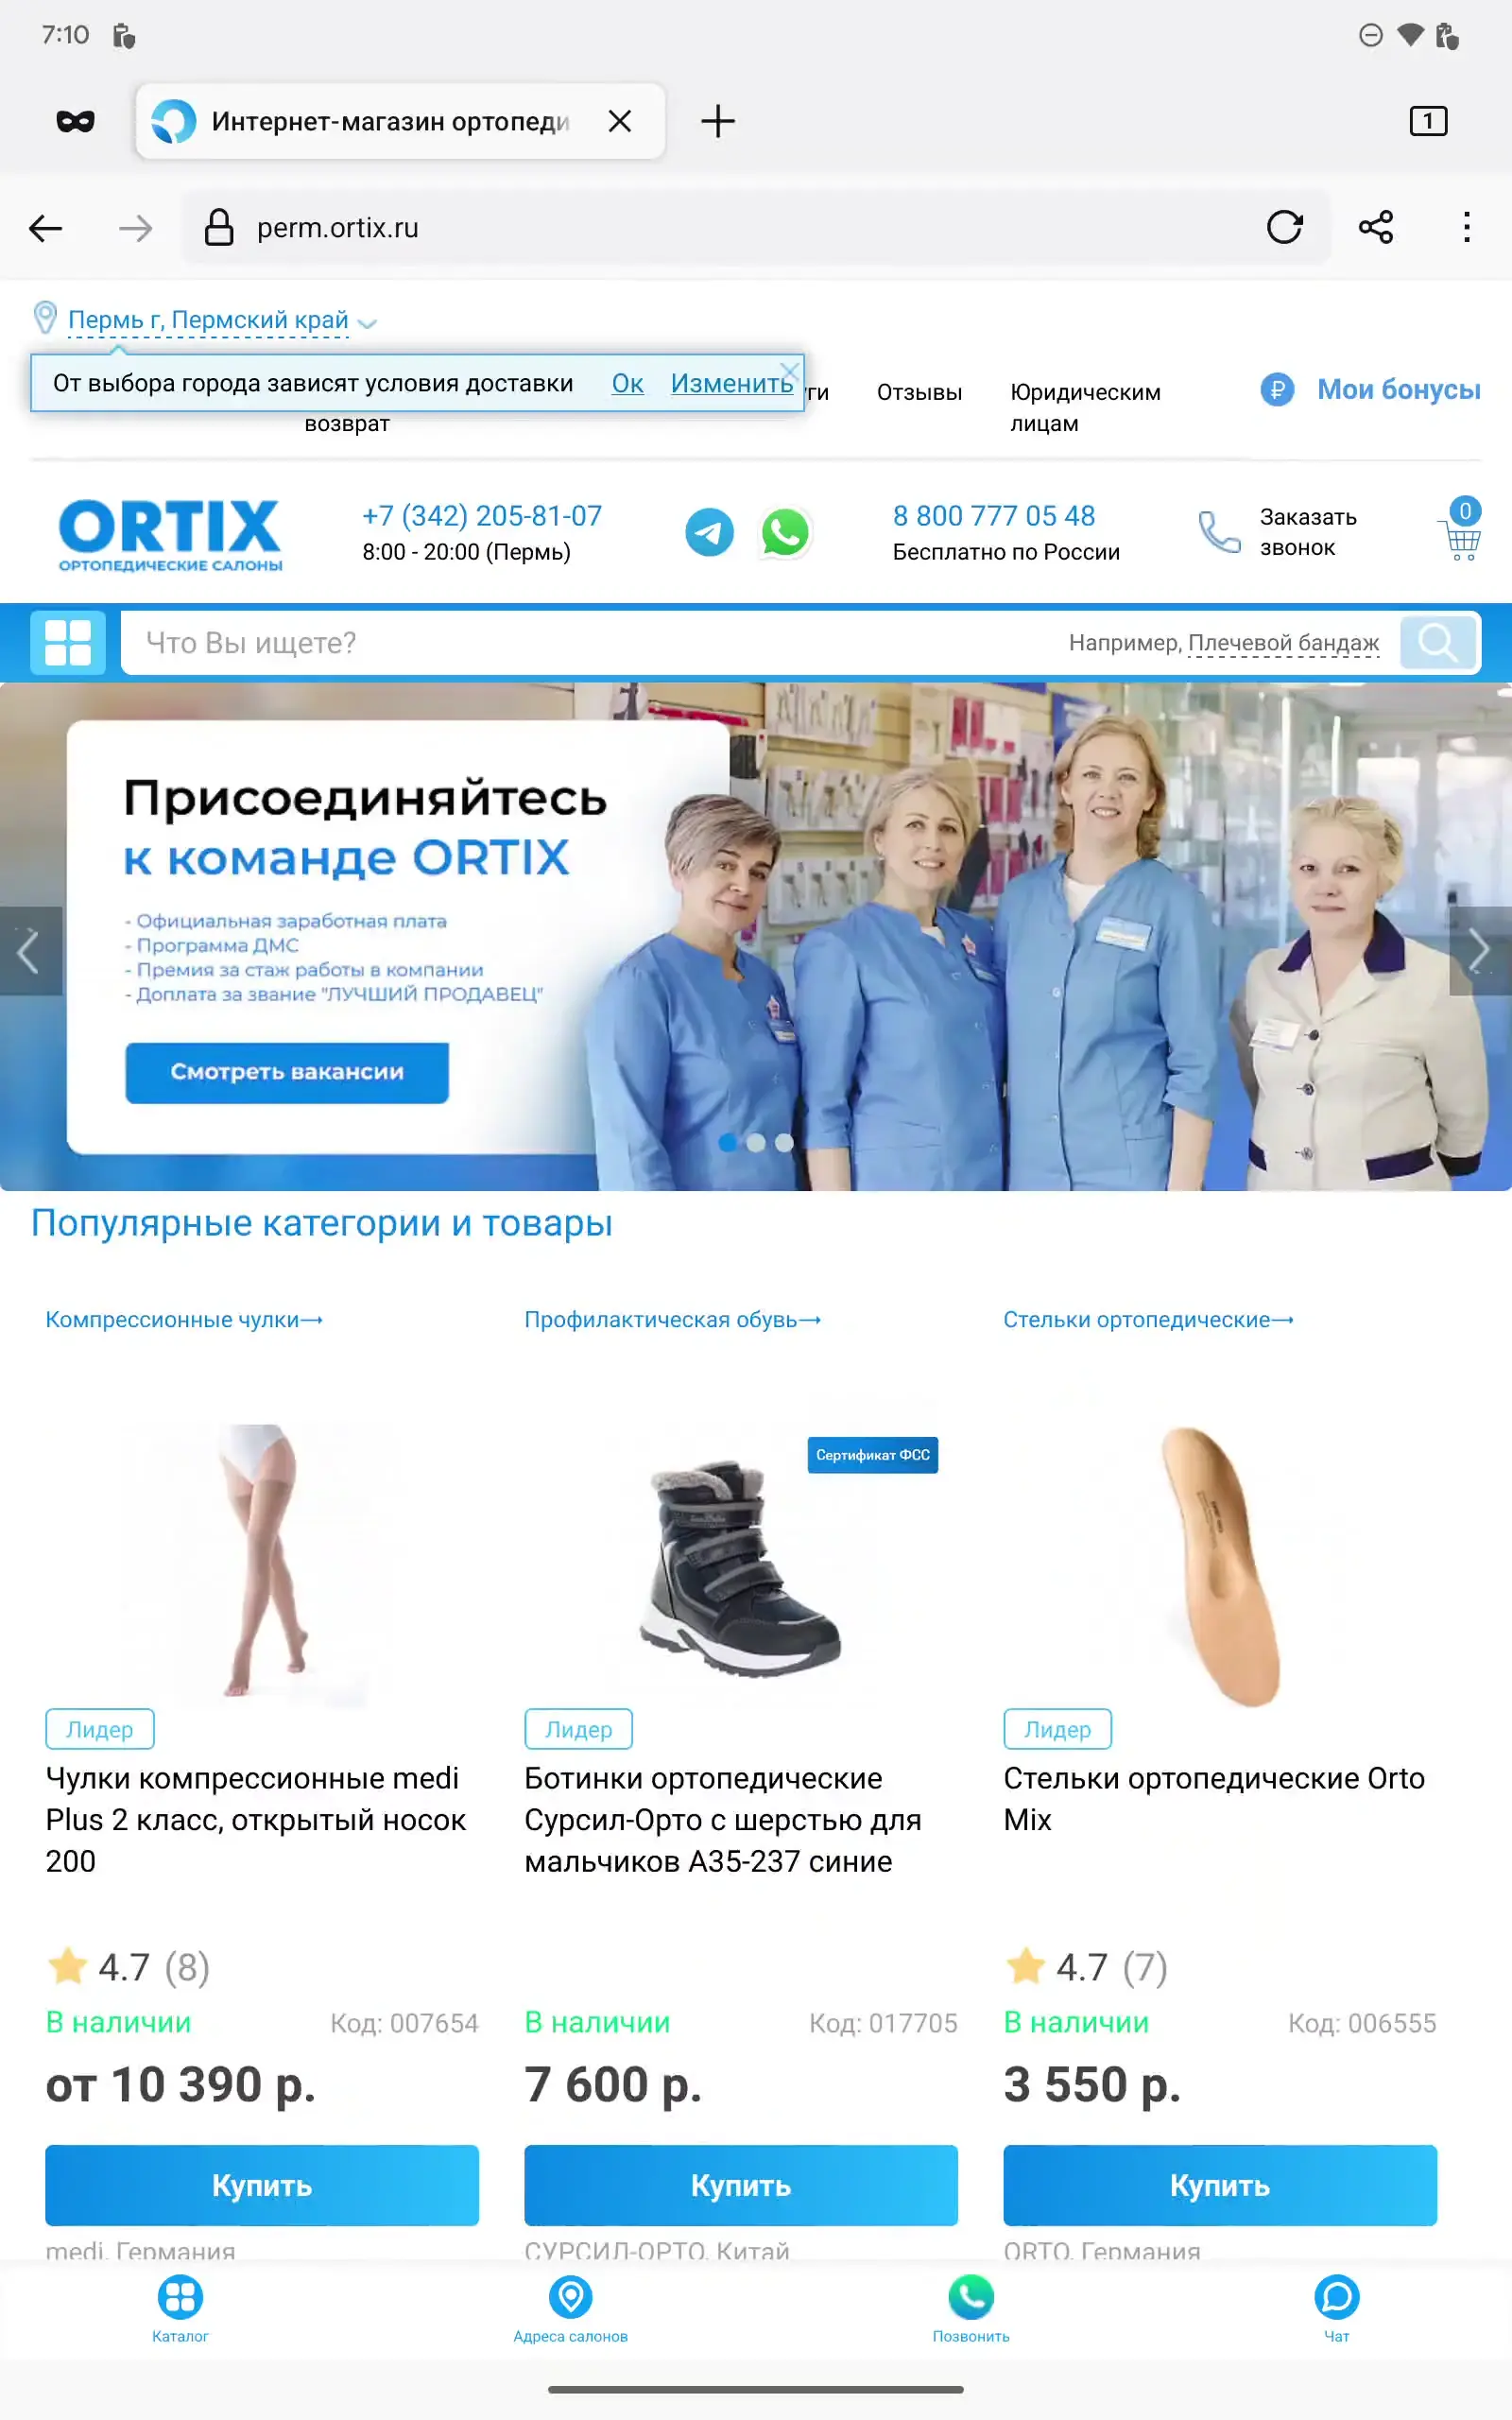 7:10
Интернет-магазин ортопеди
1
perm.ortix.ru
Пермь г, Пермский край
От выбора города зависят условия доставки Ок Изменить
ги Отзывы Юридическим лицам
возврат
Мои бонусы
ORTIX
ОРТОПЕДИЧЕСКИЕ САЛОНЫ
+7 (342) 205-81-07
8:00 - 20:00 (Пермь)
8 800 777 05 48
Бесплатно по России
Заказать
звонок
0
Что Вы ищете? Например, Плечевой бандаж
Присоединяйтесь
к команде ORTIX
- Официальная заработная плата
- Программа ДМС
- Премия за стаж работы в компании
- Доплата за звание "ЛУЧШИЙ ПРОДАВЕЦ"
Смотреть вакансии
Популярные категории и товары
Компрессионные чулки→
Профилактическая обувь→
Стельки ортопедические→
Сертификат ФСС
Лидер
Чулки компрессионные medi
Plus 2 класс, открытый носок
200
4.7 (8)
В наличии Код: 007654
от 10 390 р.
Купить
medi, Германия
Лидер
Ботинки ортопедические
Сурсил-Орто с шерстью для
мальчиков А35-237 синие
В наличии Код: 017705
7 600 р.
Купить
СУРСИЛ-ОРТО, Китай
Лидер
Стельки ортопедические Orto
Mix
4.7 (7)
В наличии Код: 006555
3 550 р.
Купить
ORTO, Германия
Каталог
Адреса салонов
Позвонить
Чат